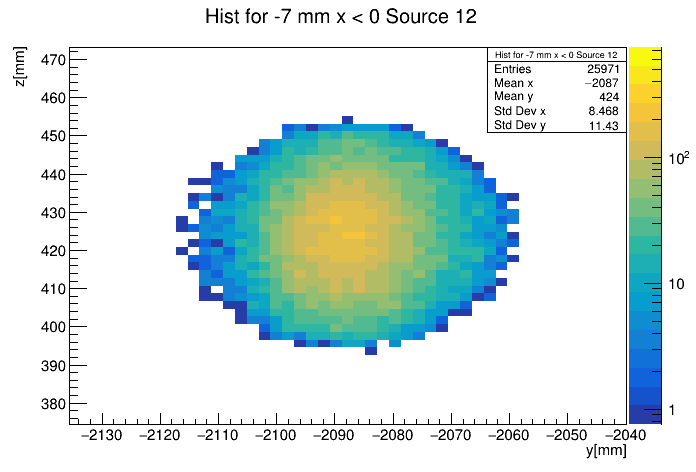 Hist for -7 mm x < 0 Source 12
z[mm]
470
460
450
440
430
420
410
400
390
380
Hist for -7 mm x < 0 Source 12
Entries 25971
Mean x −2087
Mean y 424
Std Dev x 8.468
Std Dev y 11.43
10²
10
1
−2130 −2120 −2110 −2100 −2090 −2080 −2070 −2060 −2050 −2040
y[mm]